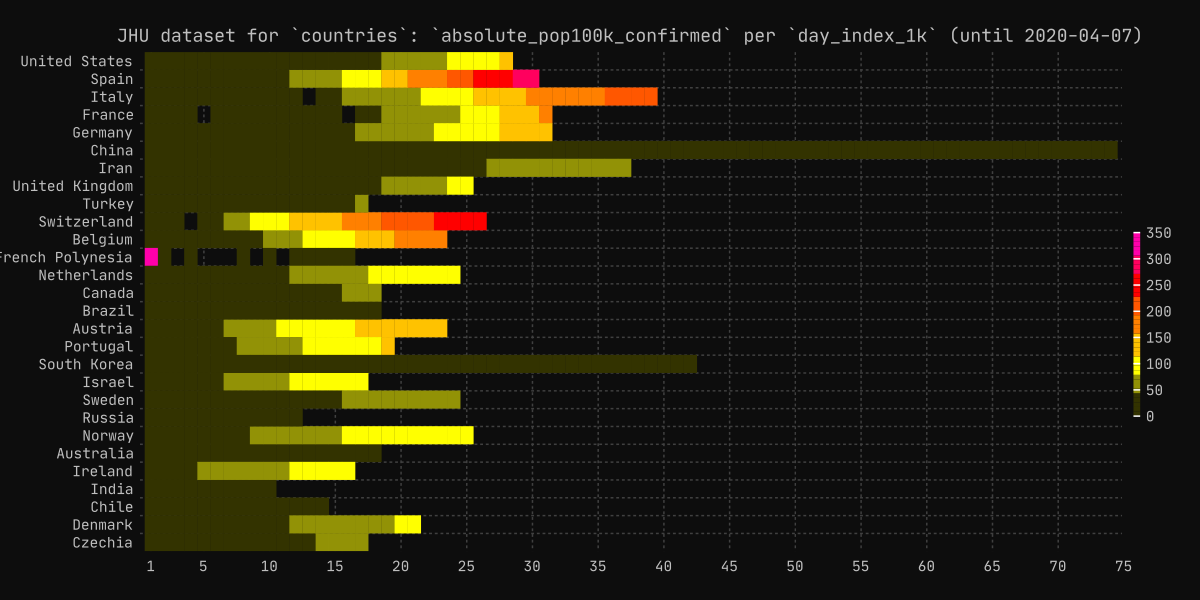 JHU dataset for `countries`: `absolute_pop100k_confirmed` per `day_index_1k` (until 2020-04-07)
United States
Spain
Italy
France
Germany
China
Iran
United Kingdom
Turkey
Switzerland
Belgium
French Polynesia
Netherlands
Canada
Brazil
Austria
Portugal
South Korea
Israel
Sweden
Russia
Norway
Australia
Ireland
India
Chile
Denmark
Czechia
1 5 10 15 20 25 30 35 40 45 50 55 60 65 70 75
350
300
250
200
150
100
50
0